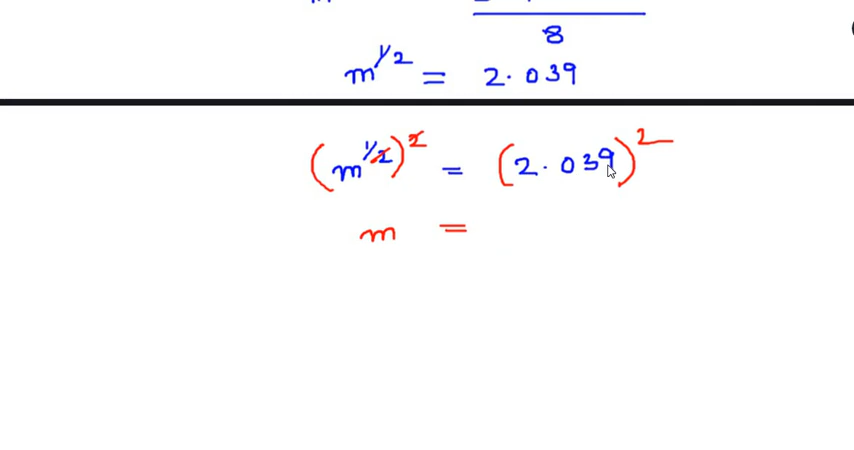 8
m^1/2 = 2.039
(m^1/2)^2 = (2.039)^2
m =